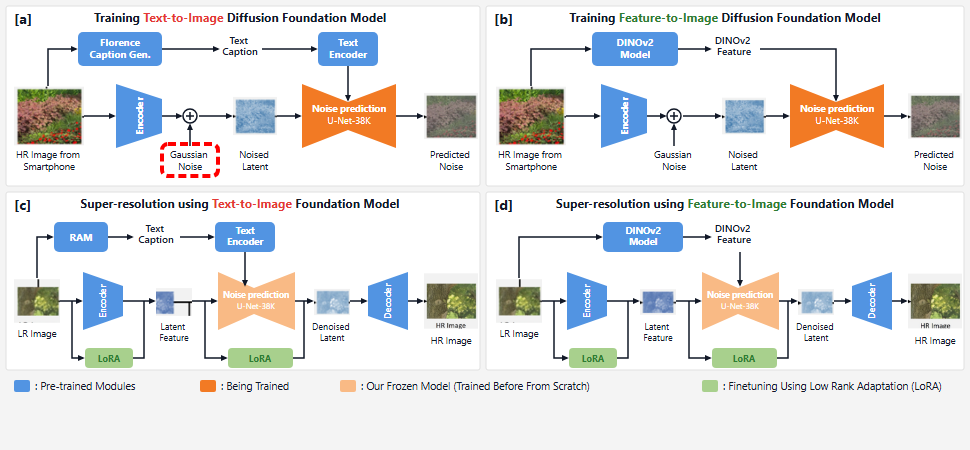 [a] Training Text-to-Image Diffusion Foundation Model
Florence
Caption Gen.
Text
Caption
Text
Encoder
Encoder
Noise prediction
U-Net-38K
HR Image from
Smartphone
Gaussian
Noise
Noised
Latent
Predicted
Noise
[b] Training Feature-to-Image Diffusion Foundation Model
DINOv2
Model
DINOv2
Feature
Encoder
Noise prediction
U-Net-38K
HR Image from
Smartphone
Gaussian
Noise
Noised Latent
Predicted
Noise
[c] Super-resolution using Text-to-Image Foundation Model
RAM
Text
Caption
Text
Encoder
Encoder
Noise prediction
U-Net-38K
Decoder
LR Image
Latent
Feature
Denoised
Latent
HR Image
HR Image
LoRA
LoRA
[d] Super-resolution using Feature-to-Image Foundation Model
DINOv2
Model
DINOv2
Feature
Encoder
Noise prediction
U-Net-38K
Decoder
LR Image
Latent
Feature
Denoised
Latent
HR Image
HR Image
LoRA
LoRA
: Pre-trained Modules
: Being Trained
: Our Frozen Model (Trained Before From Scratch)
: Finetuning Using Low Rank Adaptation (LoRA)